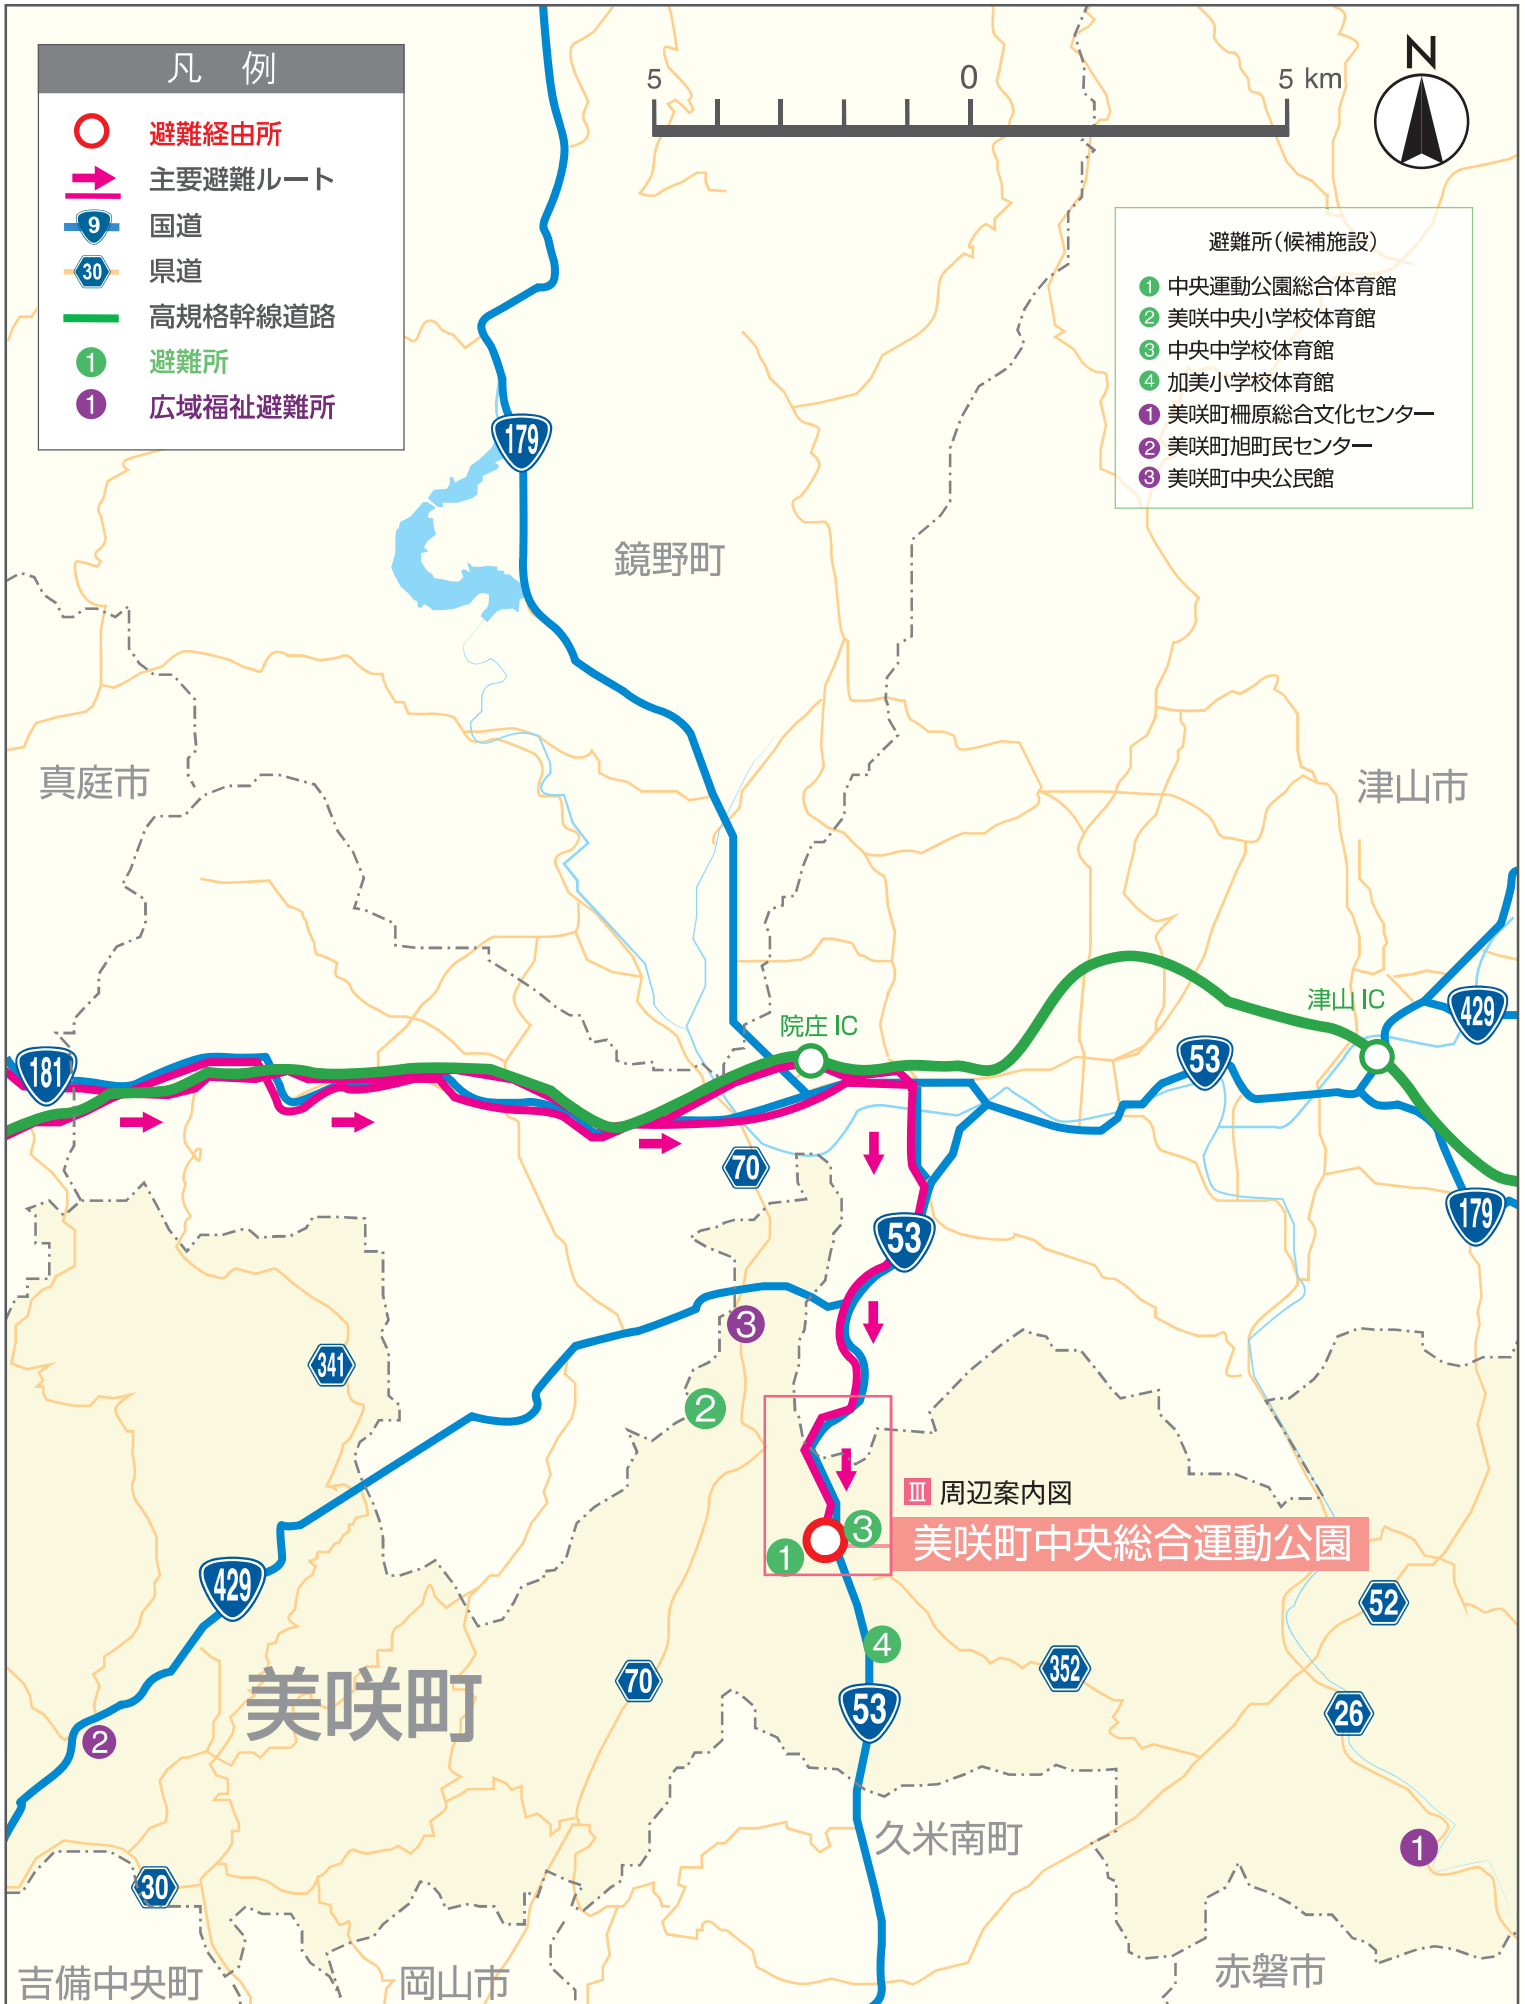 凡 例
避難経由所
主要避難ルート
9 国道
30 県道
高規格幹線道路
1 避難所
1 広域福祉避難所
5 0 5 km
N
避難所(候補施設)
1 中央運動公園総合体育館
2 美咲中央小学校体育館
3 中央中学校体育館
4 加美小学校体育館
1 美咲町柵原総合文化センター
2 美咲町旭町民センター
3 美咲町中央公民館
179
鏡野町
真庭市
津山市
院庄 IC
津山 IC
429
181
53
70
179
53
3
341
2
Ⅲ 周辺案内図
3
美咲町中央総合運動公園
1
429
52
4
352
70
美咲町
53
26
2
久米南町
1
30
吉備中央町
岡山市
赤磐市